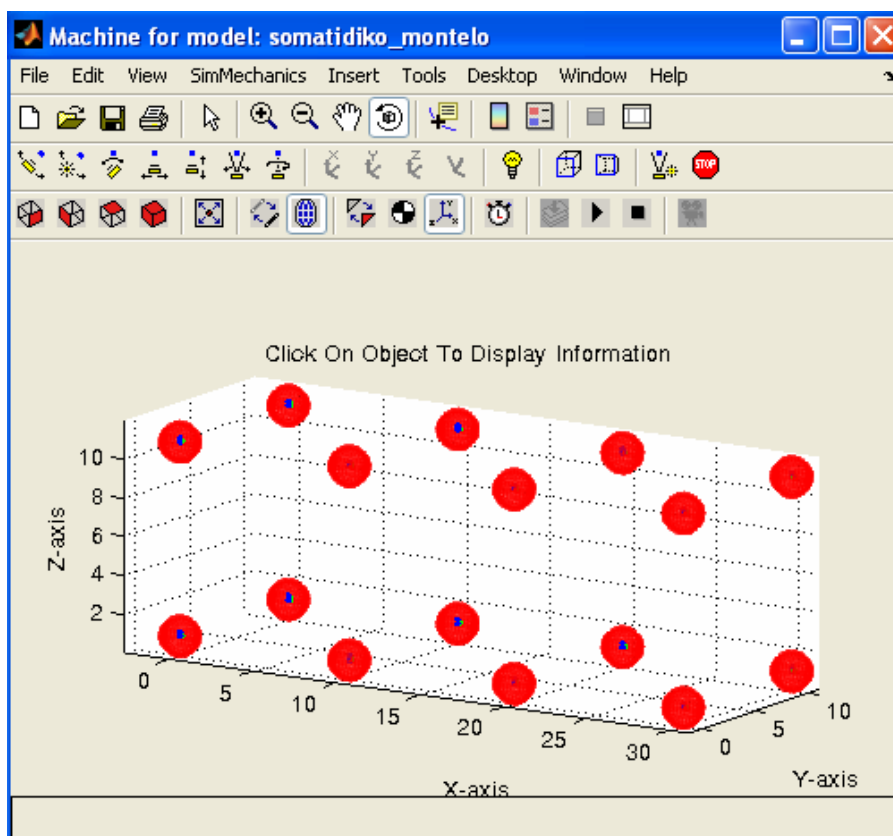 Machine for model: somatidiko_montelo
File Edit View SimMechanics Insert Tools Desktop Window Help
STOP
Click On Object To Display Information
10
8
6
4
2
Z-axis
0 5 10 15 20 25 30
X-axis
0 5 10
Y-axis